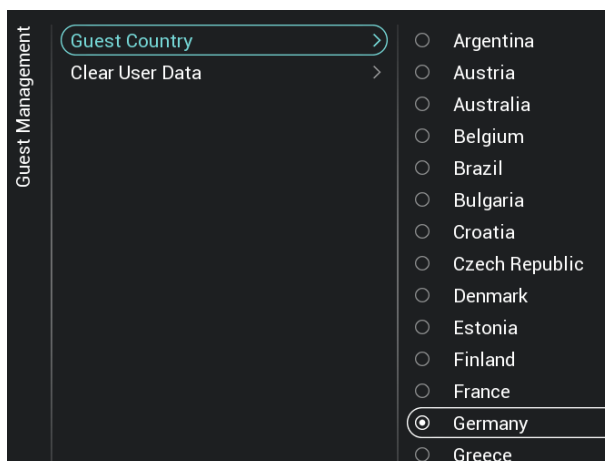 Guest Management
Guest Country
Clear User Data
Argentina
Austria
Australia
Belgium
Brazil
Bulgaria
Croatia
Czech Republic
Denmark
Estonia
Finland
France
Germany
Greece